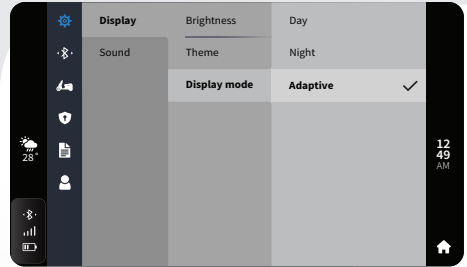 Display
Brightness
Day
Sound
Theme
Night
Display mode
Adaptive
28°
12
49
AM